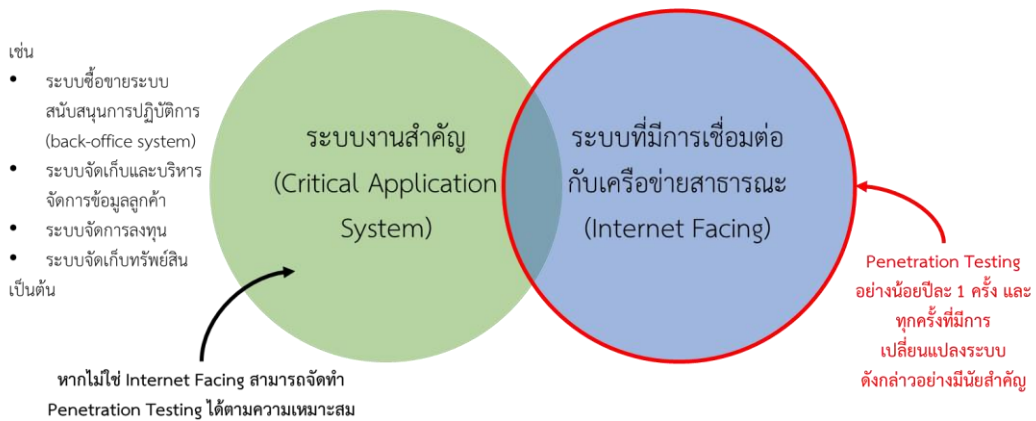 เช่น
• ระบบซื้อขายระบบ
สนับสนุนการปฏิบัติการ
(back-office system)
• ระบบจัดเก็บและบริหาร
จัดการข้อมูลลูกค้า
• ระบบจัดการลงทุน
• ระบบจัดเก็บทรัพย์สิน
เป็นต้น
ระบบงานสำคัญ
(Critical Application
System)
ระบบที่มีการเชื่อมต่อ
กับเครือข่ายสาธารณะ
(Internet Facing)
Penetration Testing
อย่างน้อยปีละ 1 ครั้ง และ
ทุกครั้งที่มีการ
เปลี่ยนแปลงระบบ
ดังกล่าวอย่างมีนัยสำคัญ
หากไม่ใช่ Internet Facing สามารถจัดทำ
Penetration Testing ได้ตามความเหมาะสม